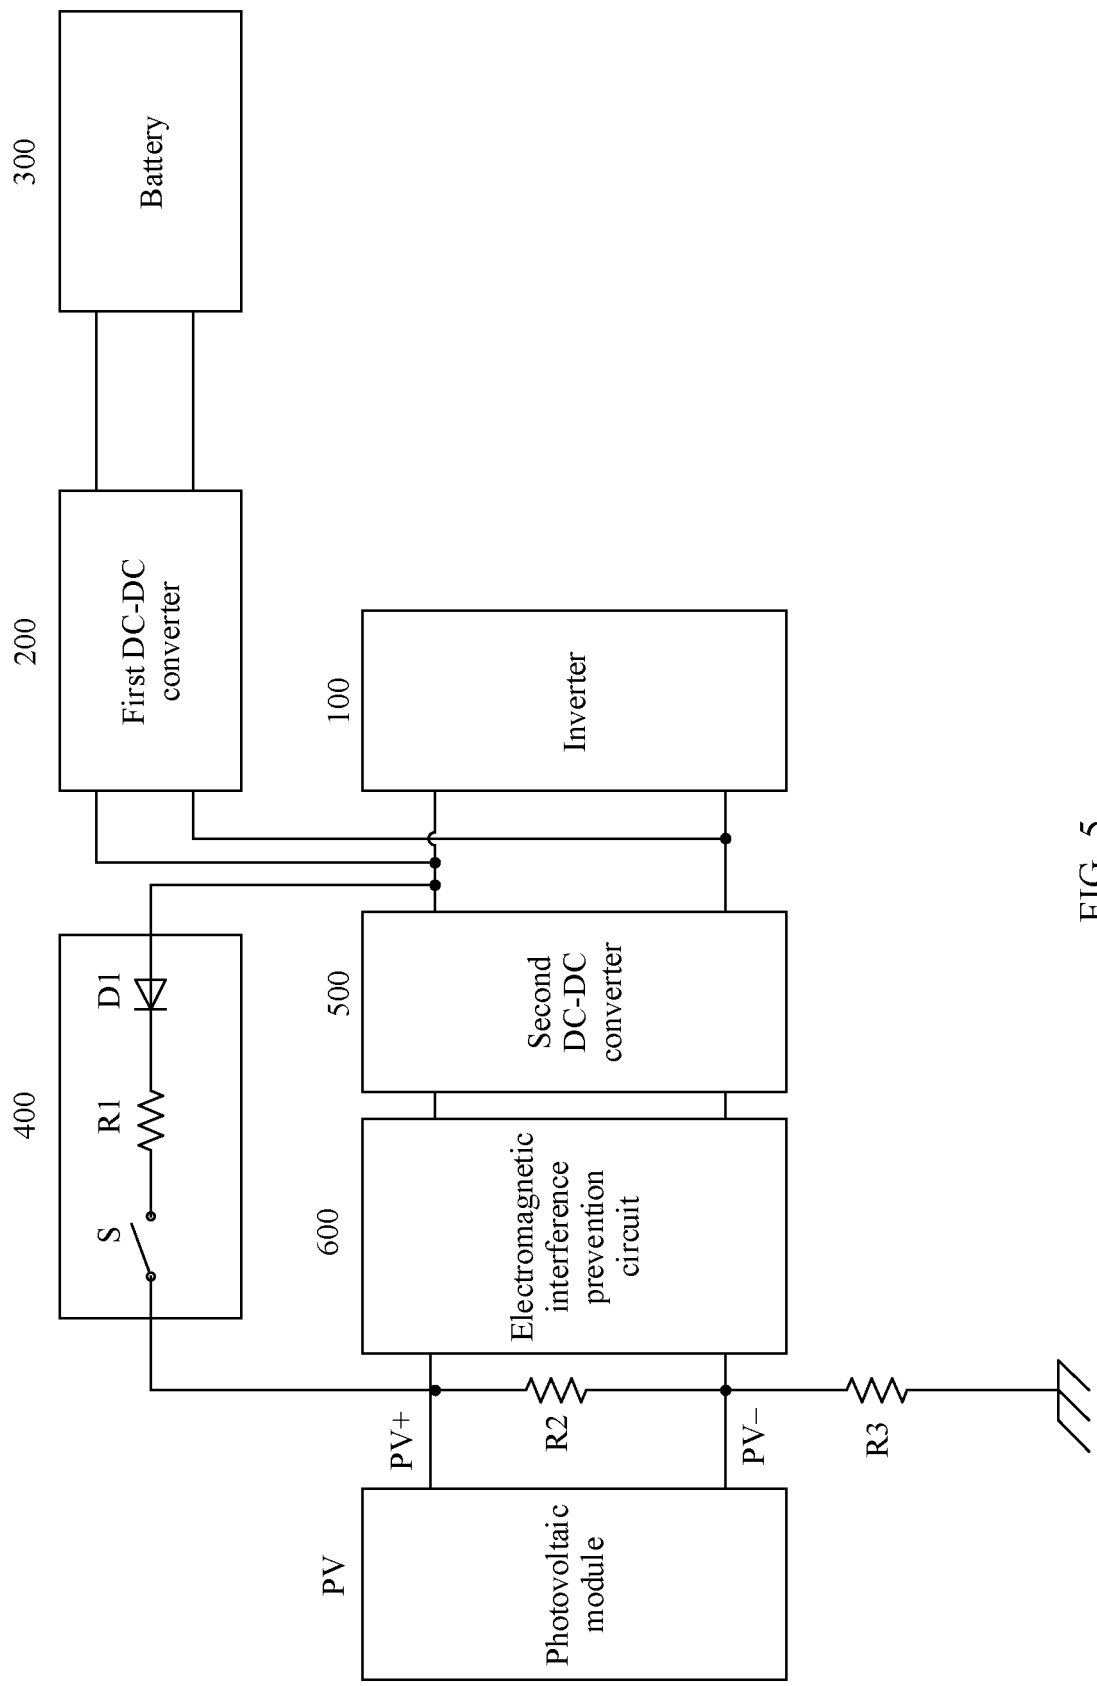 400
200
300
S
R1
D1
First DC-DC
converter
Battery
PV
600
500
100
PV+
Photovoltaic
module
R2
Electromagnetic
interference
prevention
circuit
Second
DC-DC
converter
Inverter
PV−
R3
FIG. 5